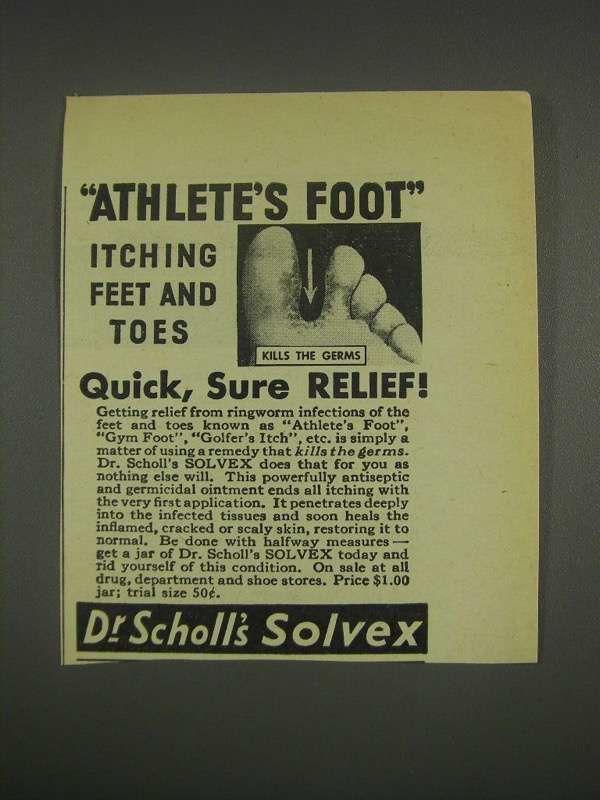 "ATHLETE'S FOOT"
ITCHING
FEET AND
TOES
KILLS THE GERMS
Quick, Sure RELIEF!
Getting relief from ringworm infections of the
feet and toes known as "Athlete's Foot",
"Gym Foot", "Golfer's Itch", etc. is simply a
matter of using a remedy that kills the germs.
Dr. Scholl's SOLVEX does that for you as
nothing else will. This powerfully antiseptic
and germicidal ointment ends all itching with
the very first application. It penetrates deeply
into the infected tissues and soon heals the
inflamed, cracked or scaly skin, restoring it to
normal. Be done with halfway measures—
get a jar of Dr. Scholl's SOLVEX today and
rid yourself of this condition. On sale at all
drug, department and shoe stores. Price $1.00
jar; trial size 50¢.
Dr Scholl's Solvex